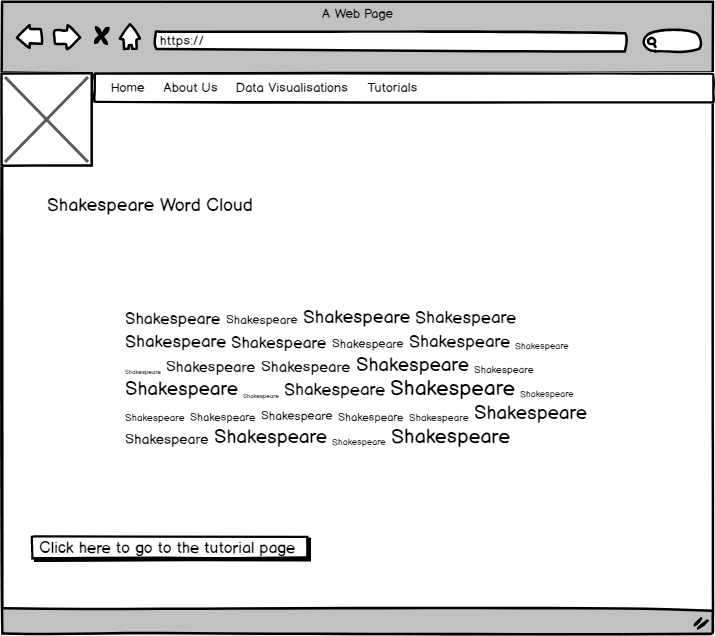 A Web Page
https://
Home About Us Data Visualisations Tutorials
Shakespeare Word Cloud
Shakespeare Shakespeare Shakespeare Shakespeare
Shakespeare Shakespeare Shakespeare Shakespeare Shakespeare
Shakespeare Shakespeare Shakespeare Shakespeare Shakespeare
Shakespeare Shakespeare Shakespeare Shakespeare Shakespeare
Shakespeare Shakespeare Shakespeare Shakespeare Shakespeare Shakespeare
Shakespeare Shakespeare Shakespeare Shakespeare
Click here to go to the tutorial page